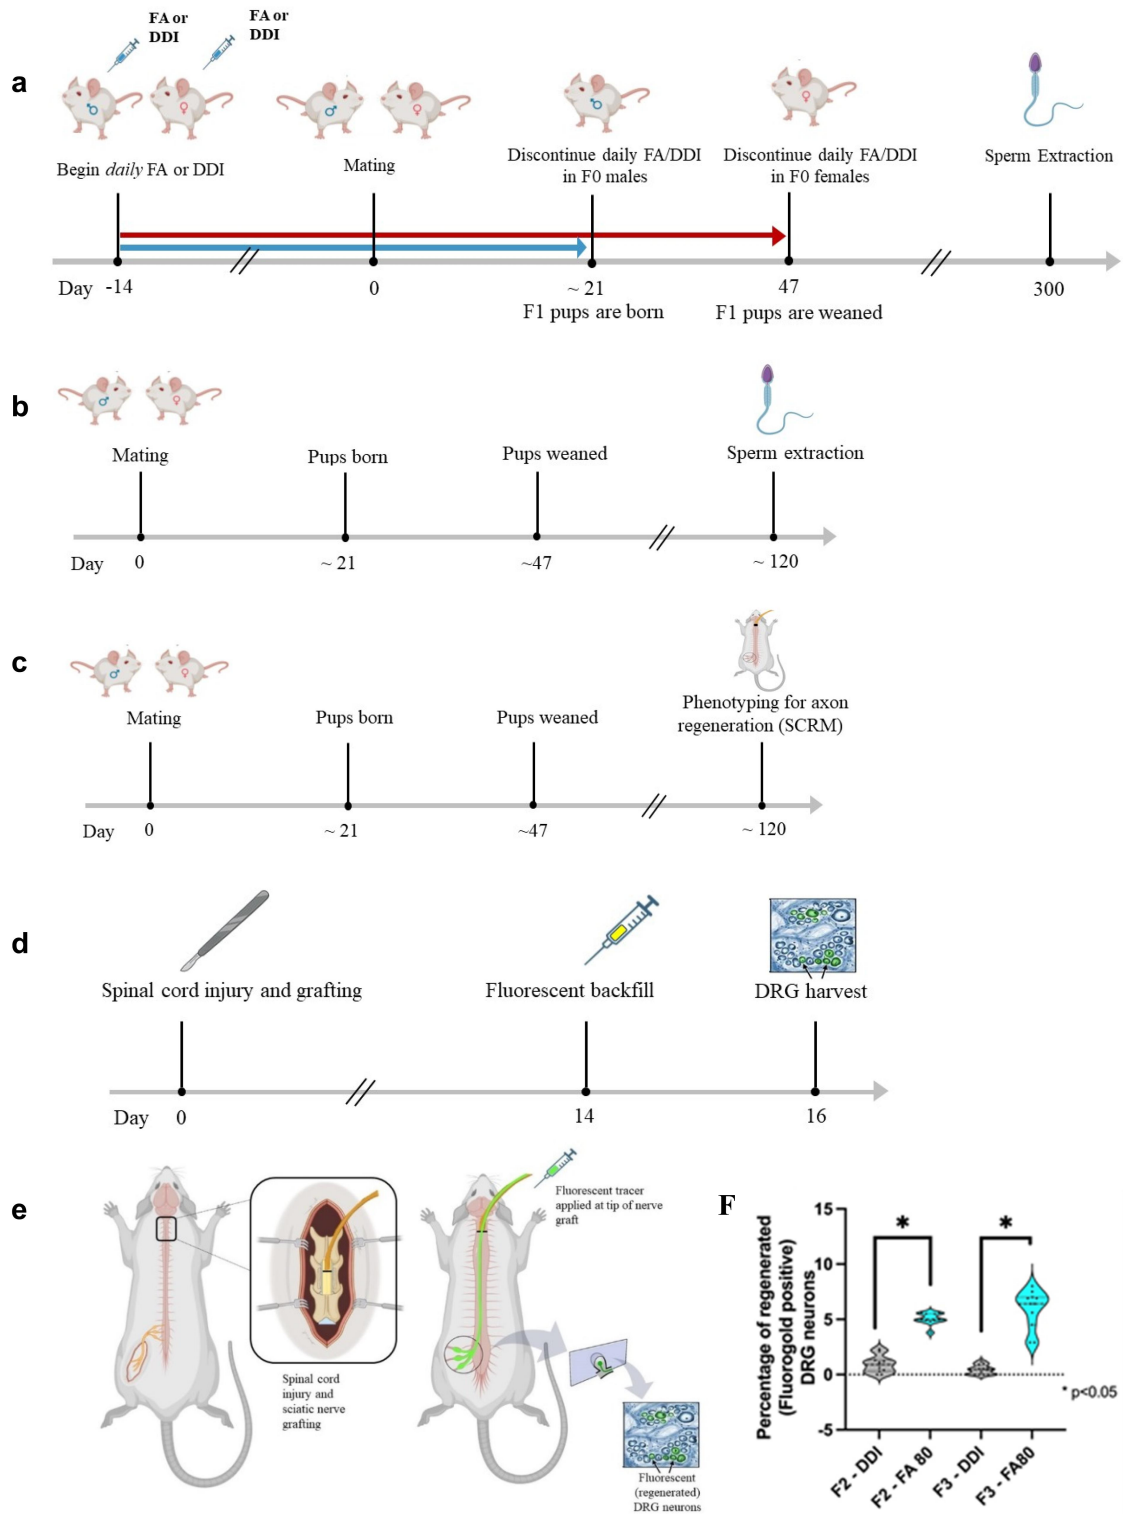 a
FA or
DDI
FA or
DDI
♂
♀
♂
♀
♂
♀
Begin daily FA or DDI
Mating
Discontinue daily FA/DDI
in F0 males
Discontinue daily FA/DDI
in F0 females
Sperm Extraction
Day
-14
0
~ 21
47
300
F1 pups are born
F1 pups are weaned
b
♂
♀
Mating
Pups born
Pups weaned
Sperm extraction
Day
0
~ 21
~47
~ 120
c
♂
♀
Mating
Pups born
Pups weaned
Phenotyping for axon
regeneration (SCRM)
Day
0
~ 21
~47
~ 120
d
Spinal cord injury and grafting
Fluorescent backfill
DRG harvest
Day
0
14
16
e
Spinal cord
injury and
sciatic nerve
grafting
Fluorescent tracer
applied at tip of nerve
graft
Fluorescent
(regenerated)
DRG neurons
F
Percentage of regenerated
(Fluorogold positive)
DRG neurons
15
10
5
0
-5
*
*
* p<0.05
F2 - DDI
F2 - FA 80
F3 - DDI
F3 - FA80